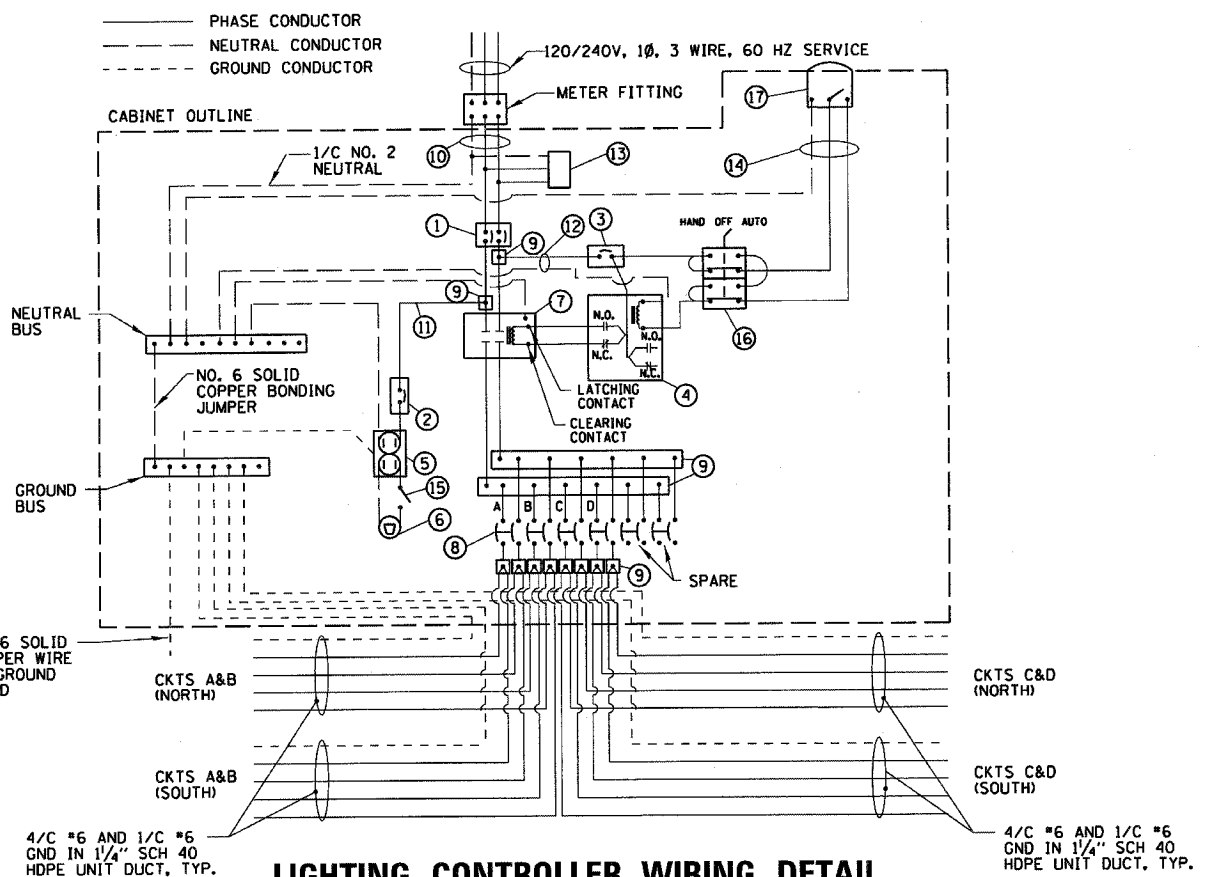 PHASE CONDUCTOR
NEUTRAL CONDUCTOR
GROUND CONDUCTOR
120/240V, 1Ø, 3 WIRE, 60 HZ SERVICE
METER FITTING
17
CABINET OUTLINE
10
13
14
1/C NO. 2
NEUTRAL
1
9
12
3
HAND OFF AUTO
9
7
11
NEUTRAL
BUS
N.O.
N.C.
N.O.
N.C.
16
NO. 6 SOLID
COPPER BONDING
JUMPER
2
LATCHING
CONTACT
4
CLEARING
CONTACT
5
9
GROUND
BUS
15
A B C D
6
8
9
SPARE
6 SOLID
PER WIRE
GROUND
D
CKTS A&B
(NORTH)
CKTS C&D
(NORTH)
CKTS A&B
(SOUTH)
CKTS C&D
(SOUTH)
4/C #6 AND 1/C #6
GND IN 1¼" SCH 40
HDPE UNIT DUCT, TYP.
4/C #6 AND 1/C #6
GND IN 1¼" SCH 40
HDPE UNIT DUCT, TYP.
LIGHTING CONTROLLER WIRING DETAIL